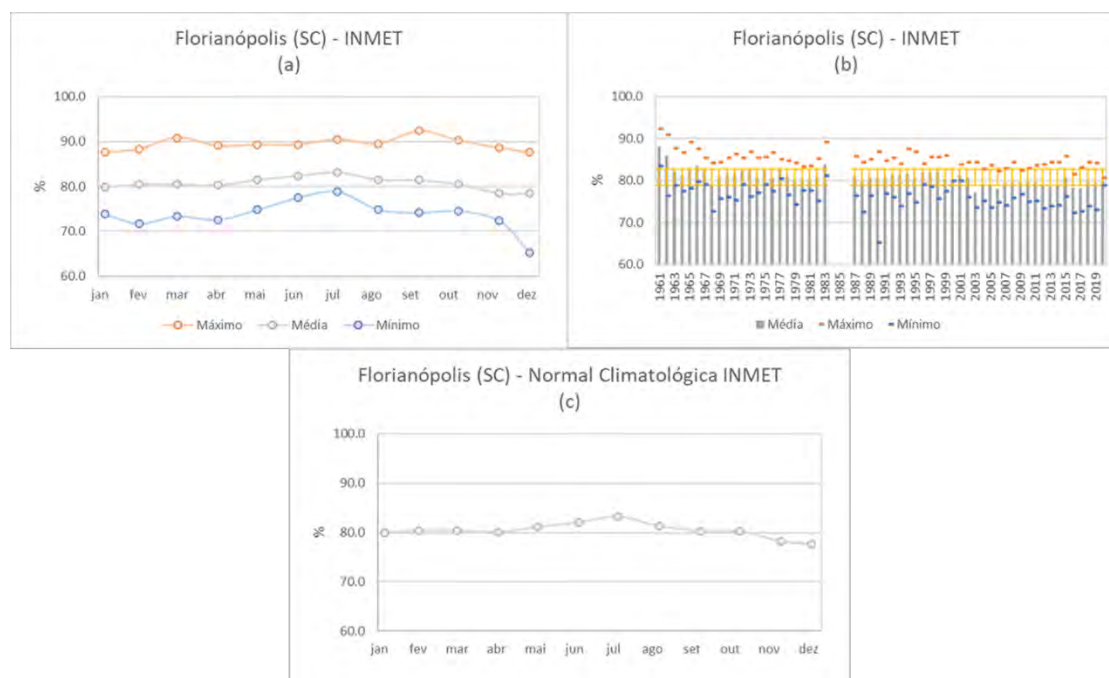 Florianópolis (SC) - INMET
(a)
100.0
90.0
80.0
70.0
60.0
%
jan fev mar abr mai jun jul ago set out nov dez
Máximo Média Mínimo
Florianópolis (SC) - INMET
(b)
100.0
90.0
80.0
70.0
60.0
%
1961 1963 1965 1967 1969 1971 1973 1975 1977 1979 1981 1983 1985 1987 1989 1991 1993 1995 1997 1999 2001 2003 2005 2007 2009 2011 2013 2015 2017 2019
Média Máximo Mínimo
Florianópolis (SC) - Normal Climatológica INMET
(c)
100.0
90.0
80.0
70.0
60.0
%
jan fev mar abr mai jun jul ago set out nov dez